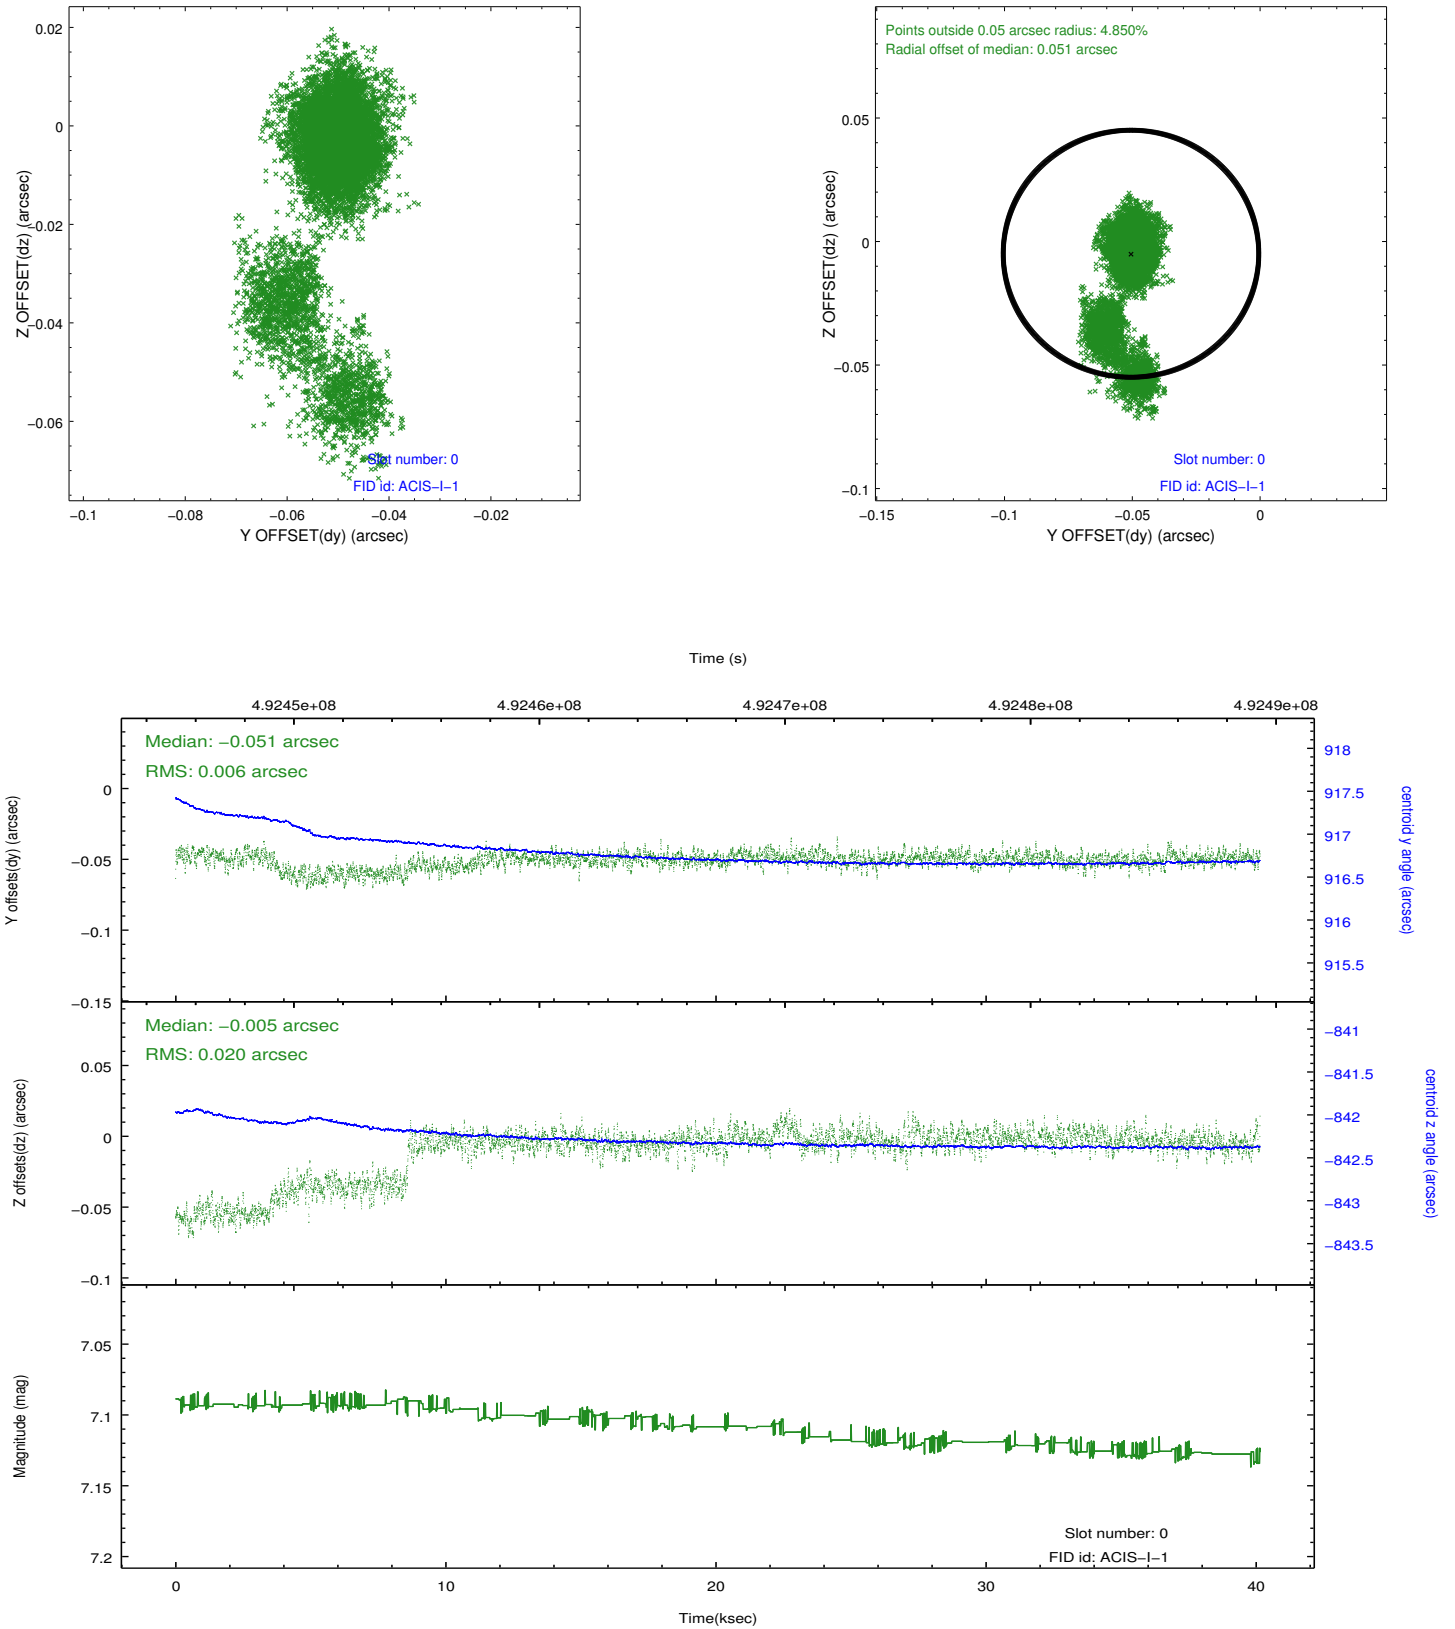 0.02
0
−0.02
−0.04
−0.06
Z OFFSET(dz) (arcsec)
Slot number: 0
FID id: ACIS−I−1
−0.1
−0.08
−0.06
−0.04
−0.02
Y OFFSET(dy) (arcsec)
Points outside 0.05 arcsec radius: 4.850%
Radial offset of median: 0.051 arcsec
0.05
0
−0.05
−0.1
Z OFFSET(dz) (arcsec)
Slot number: 0
FID id: ACIS−I−1
−0.15
−0.1
−0.05
0
Y OFFSET(dy) (arcsec)
Time (s)
4.9245e+08
4.9246e+08
4.9247e+08
4.9248e+08
4.9249e+08
Median: −0.051 arcsec
RMS: 0.006 arcsec
0
−0.05
−0.1
−0.15
Y offsets(dy) (arcsec)
918
917.5
917
916.5
916
915.5
centroid y angle (arcsec)
Median: −0.005 arcsec
RMS: 0.020 arcsec
0.05
0
−0.05
−0.1
Z offsets(dz) (arcsec)
−841
−841.5
−842
−842.5
−843
−843.5
centroid z angle (arcsec)
7.05
7.1
7.15
7.2
Magnitude (mag)
Slot number: 0
FID id: ACIS−I−1
0
10
20
30
40
Time(ksec)